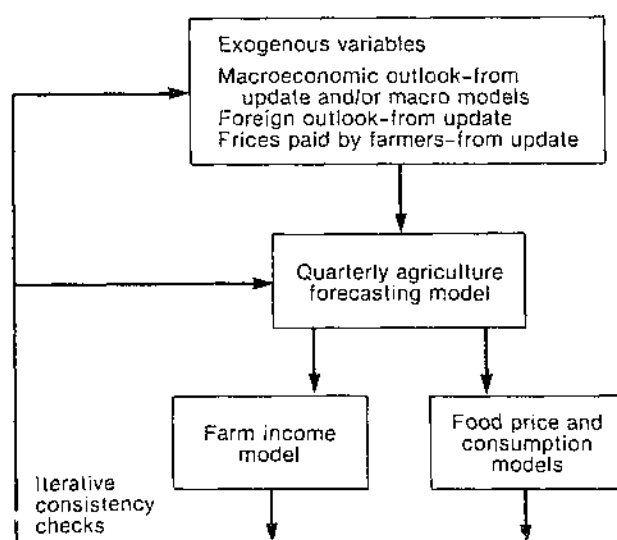 Exogenous variables
Macroeconomic outlook-from
update and/or macro models
Foreign outlook-from update
Prices paid by farmers-from update
Quarterly agriculture
forecasting model
Farm income
model
Food price and
consumption
models
Iterative
consistency
checks